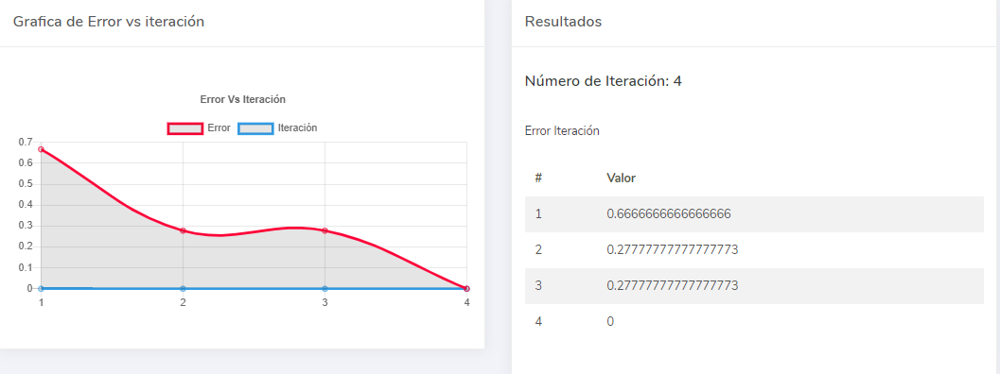 Grafica de Error vs iteración
Error Vs Iteración
Error Iteración
0.7
0.6
0.5
0.4
0.3
0.2
0.1
0
1 2 3 4
Resultados
Número de Iteración: 4
Error Iteración
# Valor
1 0.6666666666666666
2 0.27777777777777773
3 0.27777777777777773
4 0